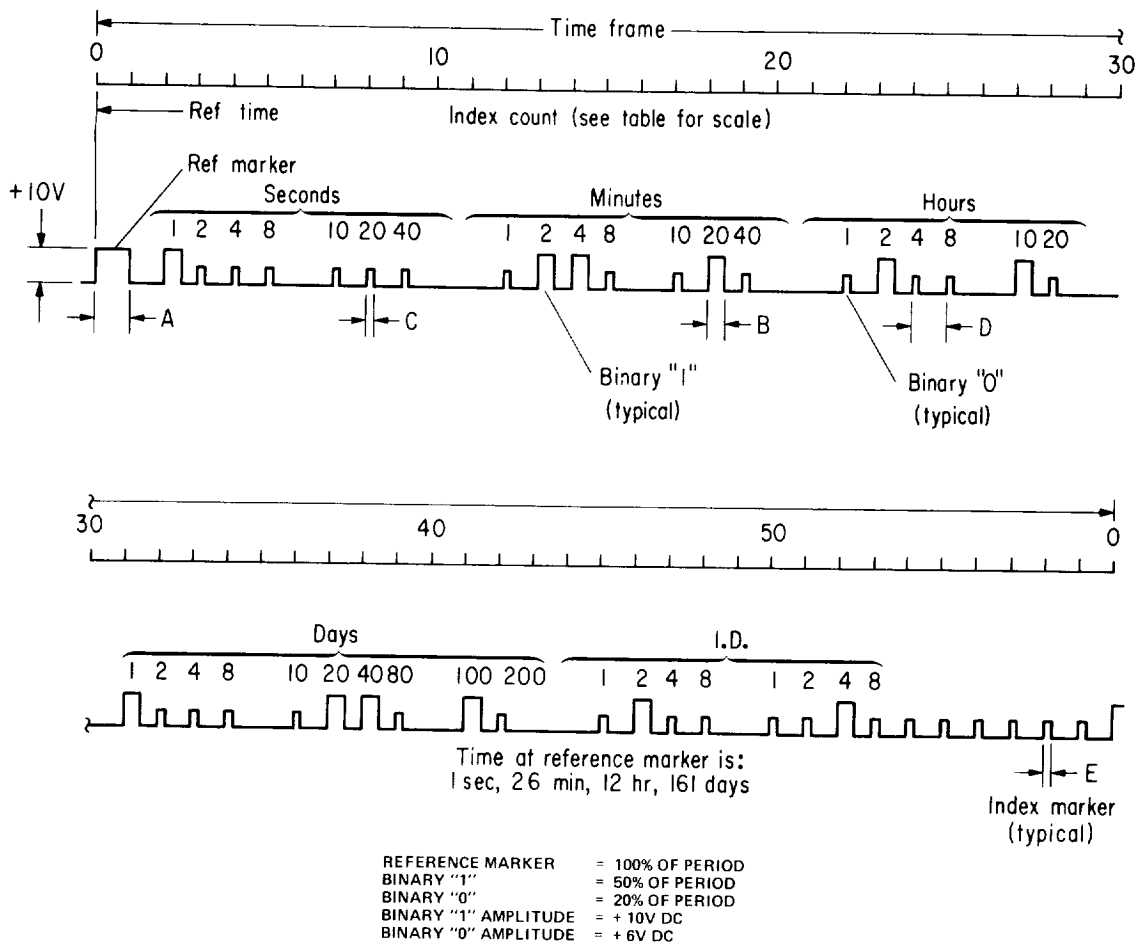 Time frame
0 10 20 30
Ref time
Index count (see table for scale)
Ref marker
+10V
Seconds Minutes Hours
1 2 4 8 10 20 40 1 2 4 8 10 20 40 1 2 4 8 10 20
A C B D
Binary "1"
(typical)
Binary "0"
(typical)
30 40 50 0
Days I.D.
1 2 4 8 10 20 40 80 100 200 1 2 4 8 1 2 4 8
Time at reference marker is:
1 sec, 26 min, 12 hr, 161 days
E
Index marker
(typical)
REFERENCE MARKER = 100% OF PERIOD
BINARY "1" = 50% OF PERIOD
BINARY "0" = 20% OF PERIOD
BINARY "1" AMPLITUDE = + 10V DC
BINARY "0" AMPLITUDE = + 6V DC